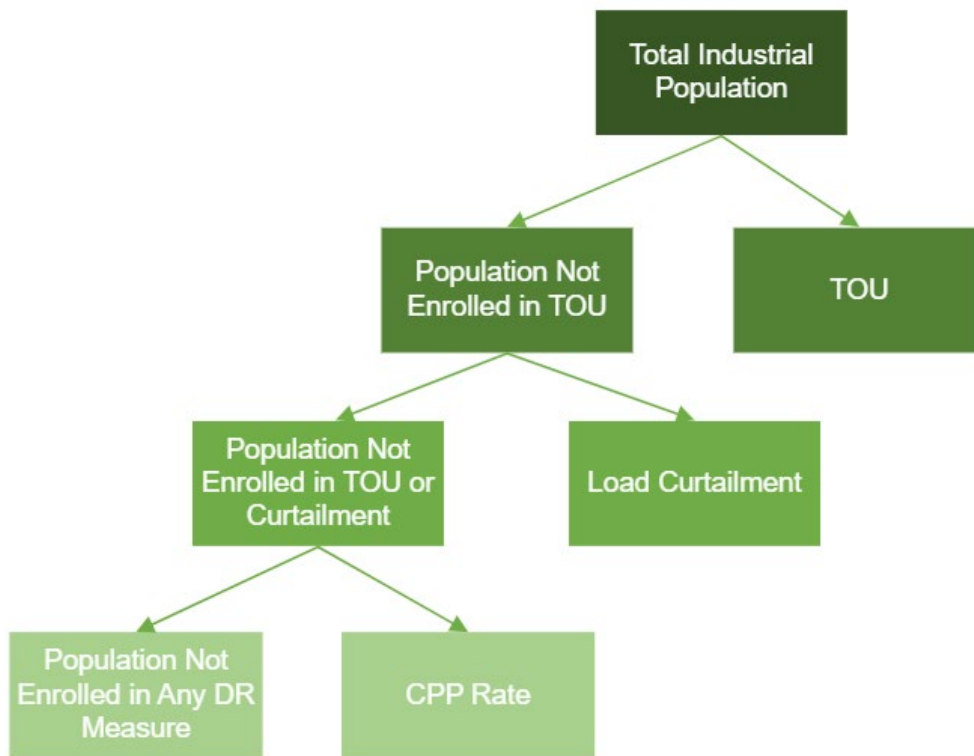 Total Industrial
Population
Population Not
Enrolled in TOU
TOU
Population Not
Enrolled in TOU or
Curtailment
Load Curtailment
Population Not
Enrolled in Any DR
Measure
CPP Rate